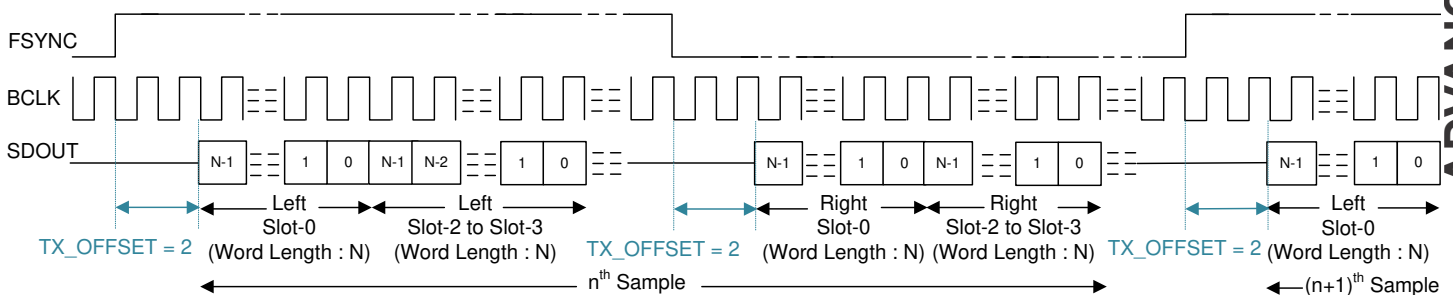 FSYNC
BCLK
SDOUT
N-1 1 0 N-1 N-2 1 0 N-1 1 0 N-1 1 0 N-1 1 0
Left Left Right Right Left
Slot-0 Slot-2 to Slot-3 Slot-0 Slot-2 to Slot-3 Slot-0
TX_OFFSET = 2 (Word Length : N) (Word Length : N) TX_OFFSET = 2 (Word Length : N) (Word Length : N) TX_OFFSET = 2 (Word Length : N)
nth Sample (n+1)th Sample